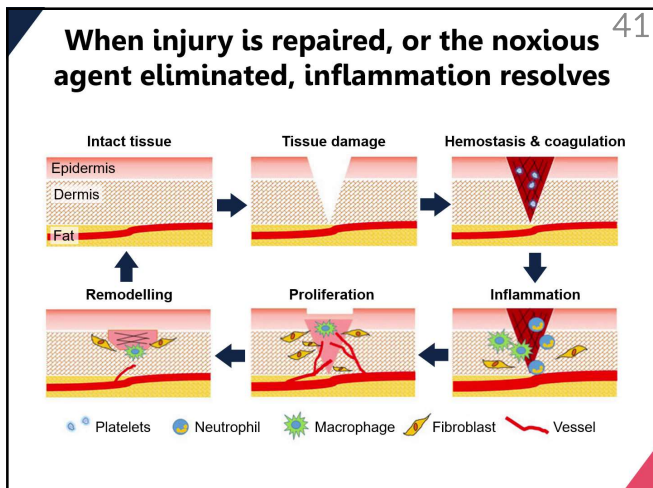 41
When injury is repaired, or the noxious
agent eliminated, inflammation resolves
Intact tissue
Tissue damage
Hemostasis & coagulation
Epidermis
Dermis
Fat
Remodelling
Proliferation
Inflammation
Platelets
Neutrophil
Macrophage
Fibroblast
Vessel